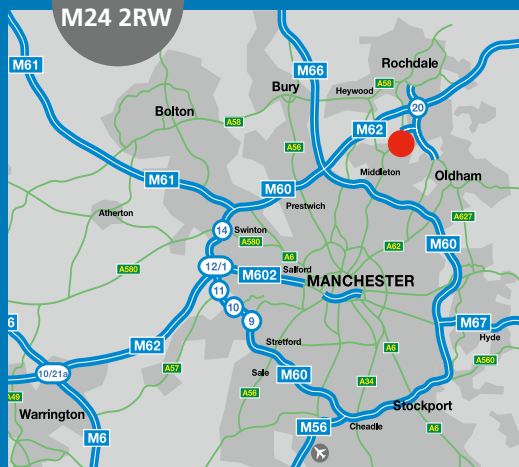 M24 2RW
M61
M66
Rochdale
Heywood
A58
Bury
20
Bolton
A58
M62
A56
Middleton
Oldham
M61
M60
Prestwich
Atherton
14
Swinton
A627
A580
A62
M60
A6
A580
12/1
M602
Salford
MANCHESTER
11
10
9
M67
Hyde
M62
Stretford
A6
A560
10/21a
A57
Sale
M60
A34
A49
A56
Stockport
Warrington
M6
M56
Cheadle
A6